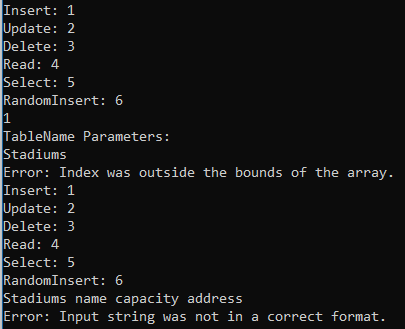 Insert: 1
Update: 2
Delete: 3
Read: 4
Select: 5
RandomInsert: 6
1
TableName Parameters:
Stadiums
Error: Index was outside the bounds of the array.
Insert: 1
Update: 2
Delete: 3
Read: 4
Select: 5
RandomInsert: 6
Stadiums name capacity address
Error: Input string was not in a correct format.